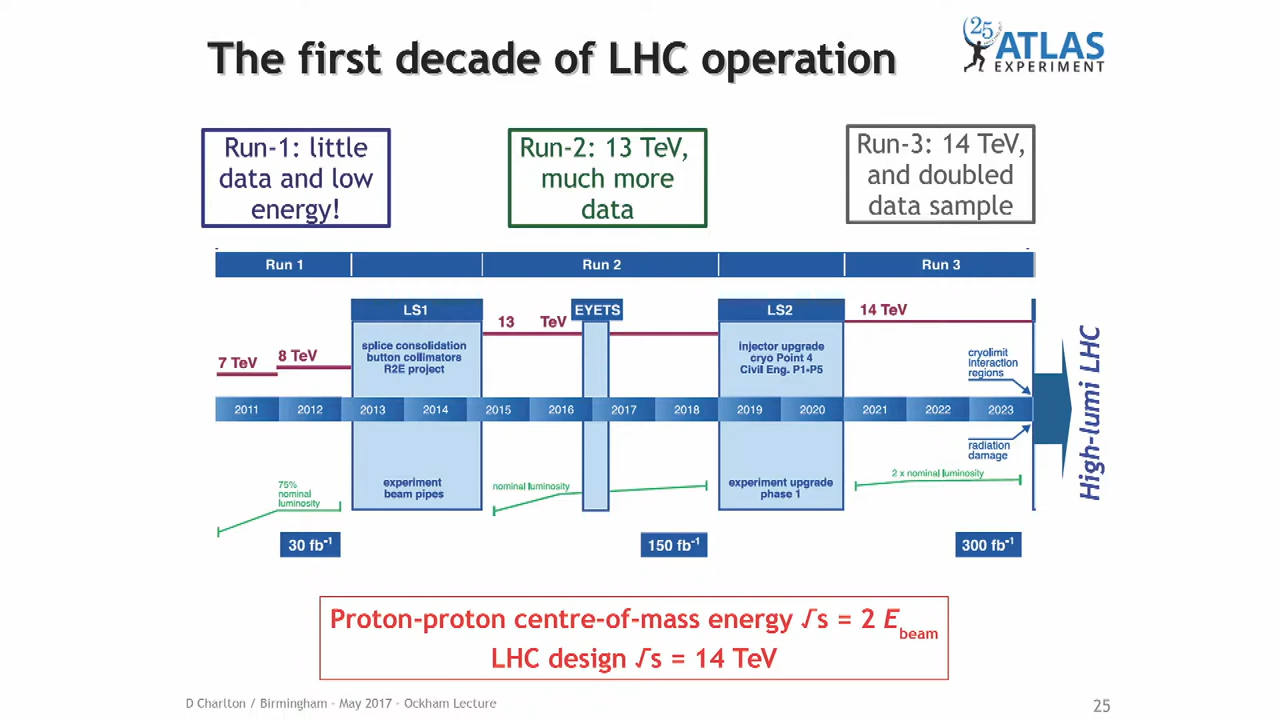 The first decade of LHC operation
25
ATLAS
EXPERIMENT
Run-1: little
data and low
energy!
Run-2: 13 TeV,
much more
data
Run-3: 14 TeV,
and doubled
data sample
Run 1
Run 2
Run 3
LS1
EYETS
LS2
14 TeV
13 TeV
7 TeV
8 TeV
splice consolidation
button collimators
R2E project
injector upgrade
cryo Point 4
Civil Eng. P1-P5
cryolimit
interaction
regions
2011 2012 2013 2014 2015 2016 2017 2018 2019 2020 2021 2022 2023
High-lumi LHC
radiation
damage
75%
nominal
luminosity
experiment
beam pipes
nominal luminosity
experiment upgrade
phase 1
2 x nominal luminosity
30 fb⁻¹
150 fb⁻¹
300 fb⁻¹
Proton-proton centre-of-mass energy √s = 2 E beam
LHC design √s = 14 TeV
D Charlton / Birmingham - May 2017 - Ockham Lecture
25